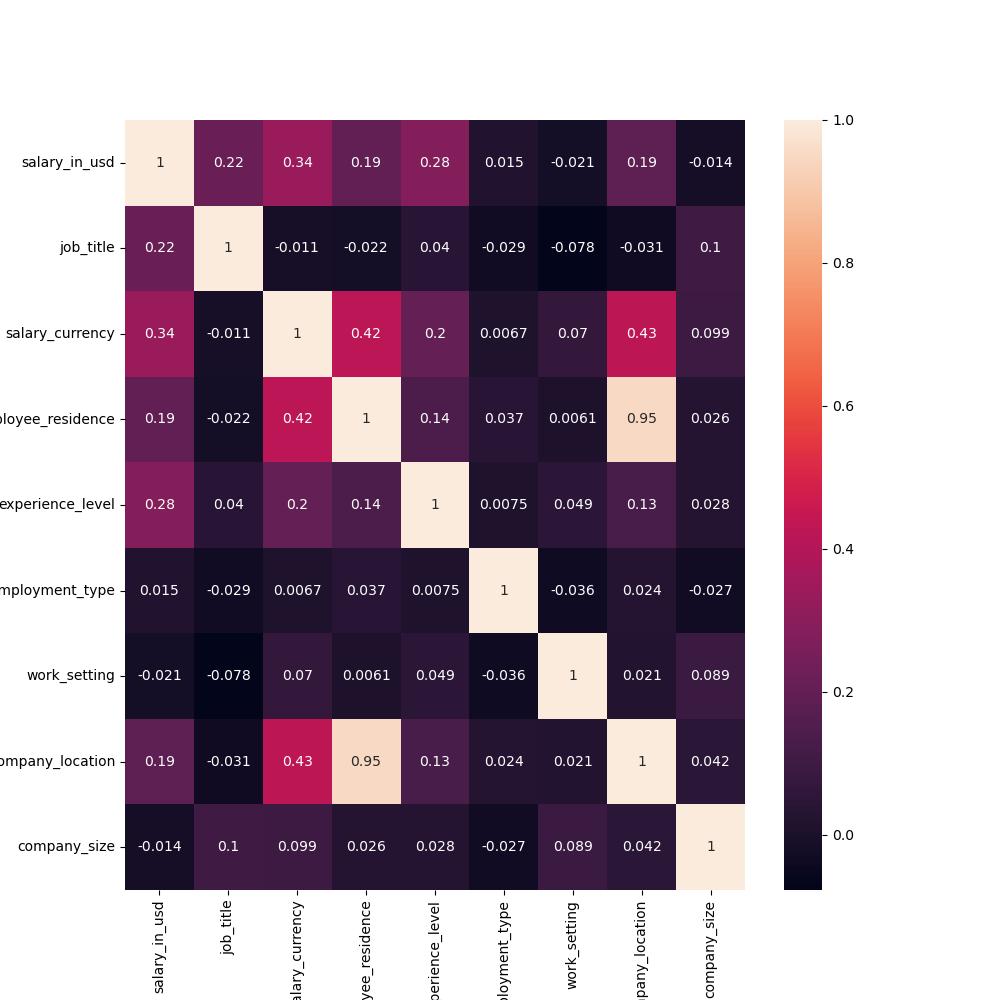 1.0
salary_in_usd 1 0.22 0.34 0.19 0.28 0.015 -0.021 0.19 -0.014
job_title 0.22 1 -0.011 -0.022 0.04 -0.029 -0.078 -0.031 0.1
0.8
salary_currency 0.34 -0.011 1 0.42 0.2 0.0067 0.07 0.43 0.099
0.6
ployee_residence 0.19 -0.022 0.42 1 0.14 0.037 0.0061 0.95 0.026
experience_level 0.28 0.04 0.2 0.14 1 0.0075 0.049 0.13 0.028
0.4
mployment_type 0.015 -0.029 0.0067 0.037 0.0075 1 -0.036 0.024 -0.027
work_setting -0.021 -0.078 0.07 0.0061 0.049 -0.036 1 0.021 0.089
0.2
ompany_location 0.19 -0.031 0.43 0.95 0.13 0.024 0.021 1 0.042
0.0
company_size -0.014 0.1 0.099 0.026 0.028 -0.027 0.089 0.042 1
salary_in_usd
job_title
alary_currency
yee_residence
perience_level
ployment_type
work_setting
pany_location
company_size